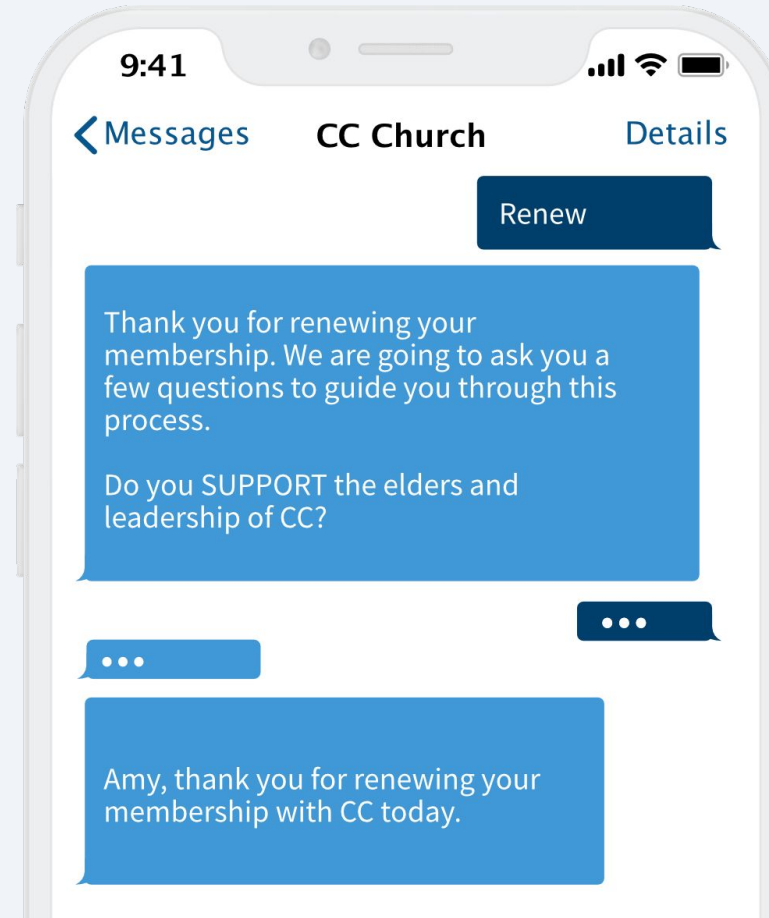 9:41
Messages CC Church Details
Renew
Thank you for renewing your
membership. We are going to ask you a
few questions to guide you through this
process.
Do you SUPPORT the elders and
leadership of CC?
•••
•••
Amy, thank you for renewing your
membership with CC today.